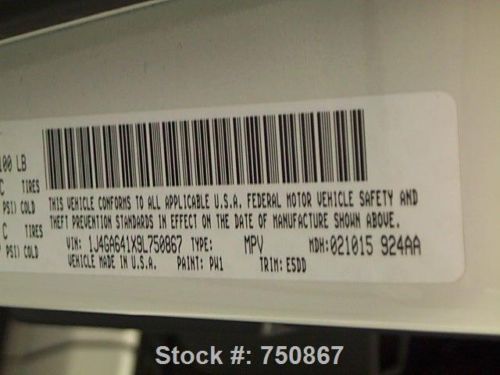 100 LB
C TIRES
PSI) COLD
C TIRES
PSI) COLD
THIS VEHICLE CONFORMS TO ALL APPLICABLE U.S.A. FEDERAL MOTOR VEHICLE SAFETY AND
THEFT PREVENTION STANDARDS IN EFFECT ON THE DATE OF MANUFACTURE SHOWN ABOVE.
VIN: 1J4GA641X9L750867 TYPE: MPV MDH:021015 924AA
VEHICLE MADE IN U.S.A. PAINT: PW1 TRIM: ESDD
Stock #: 750867